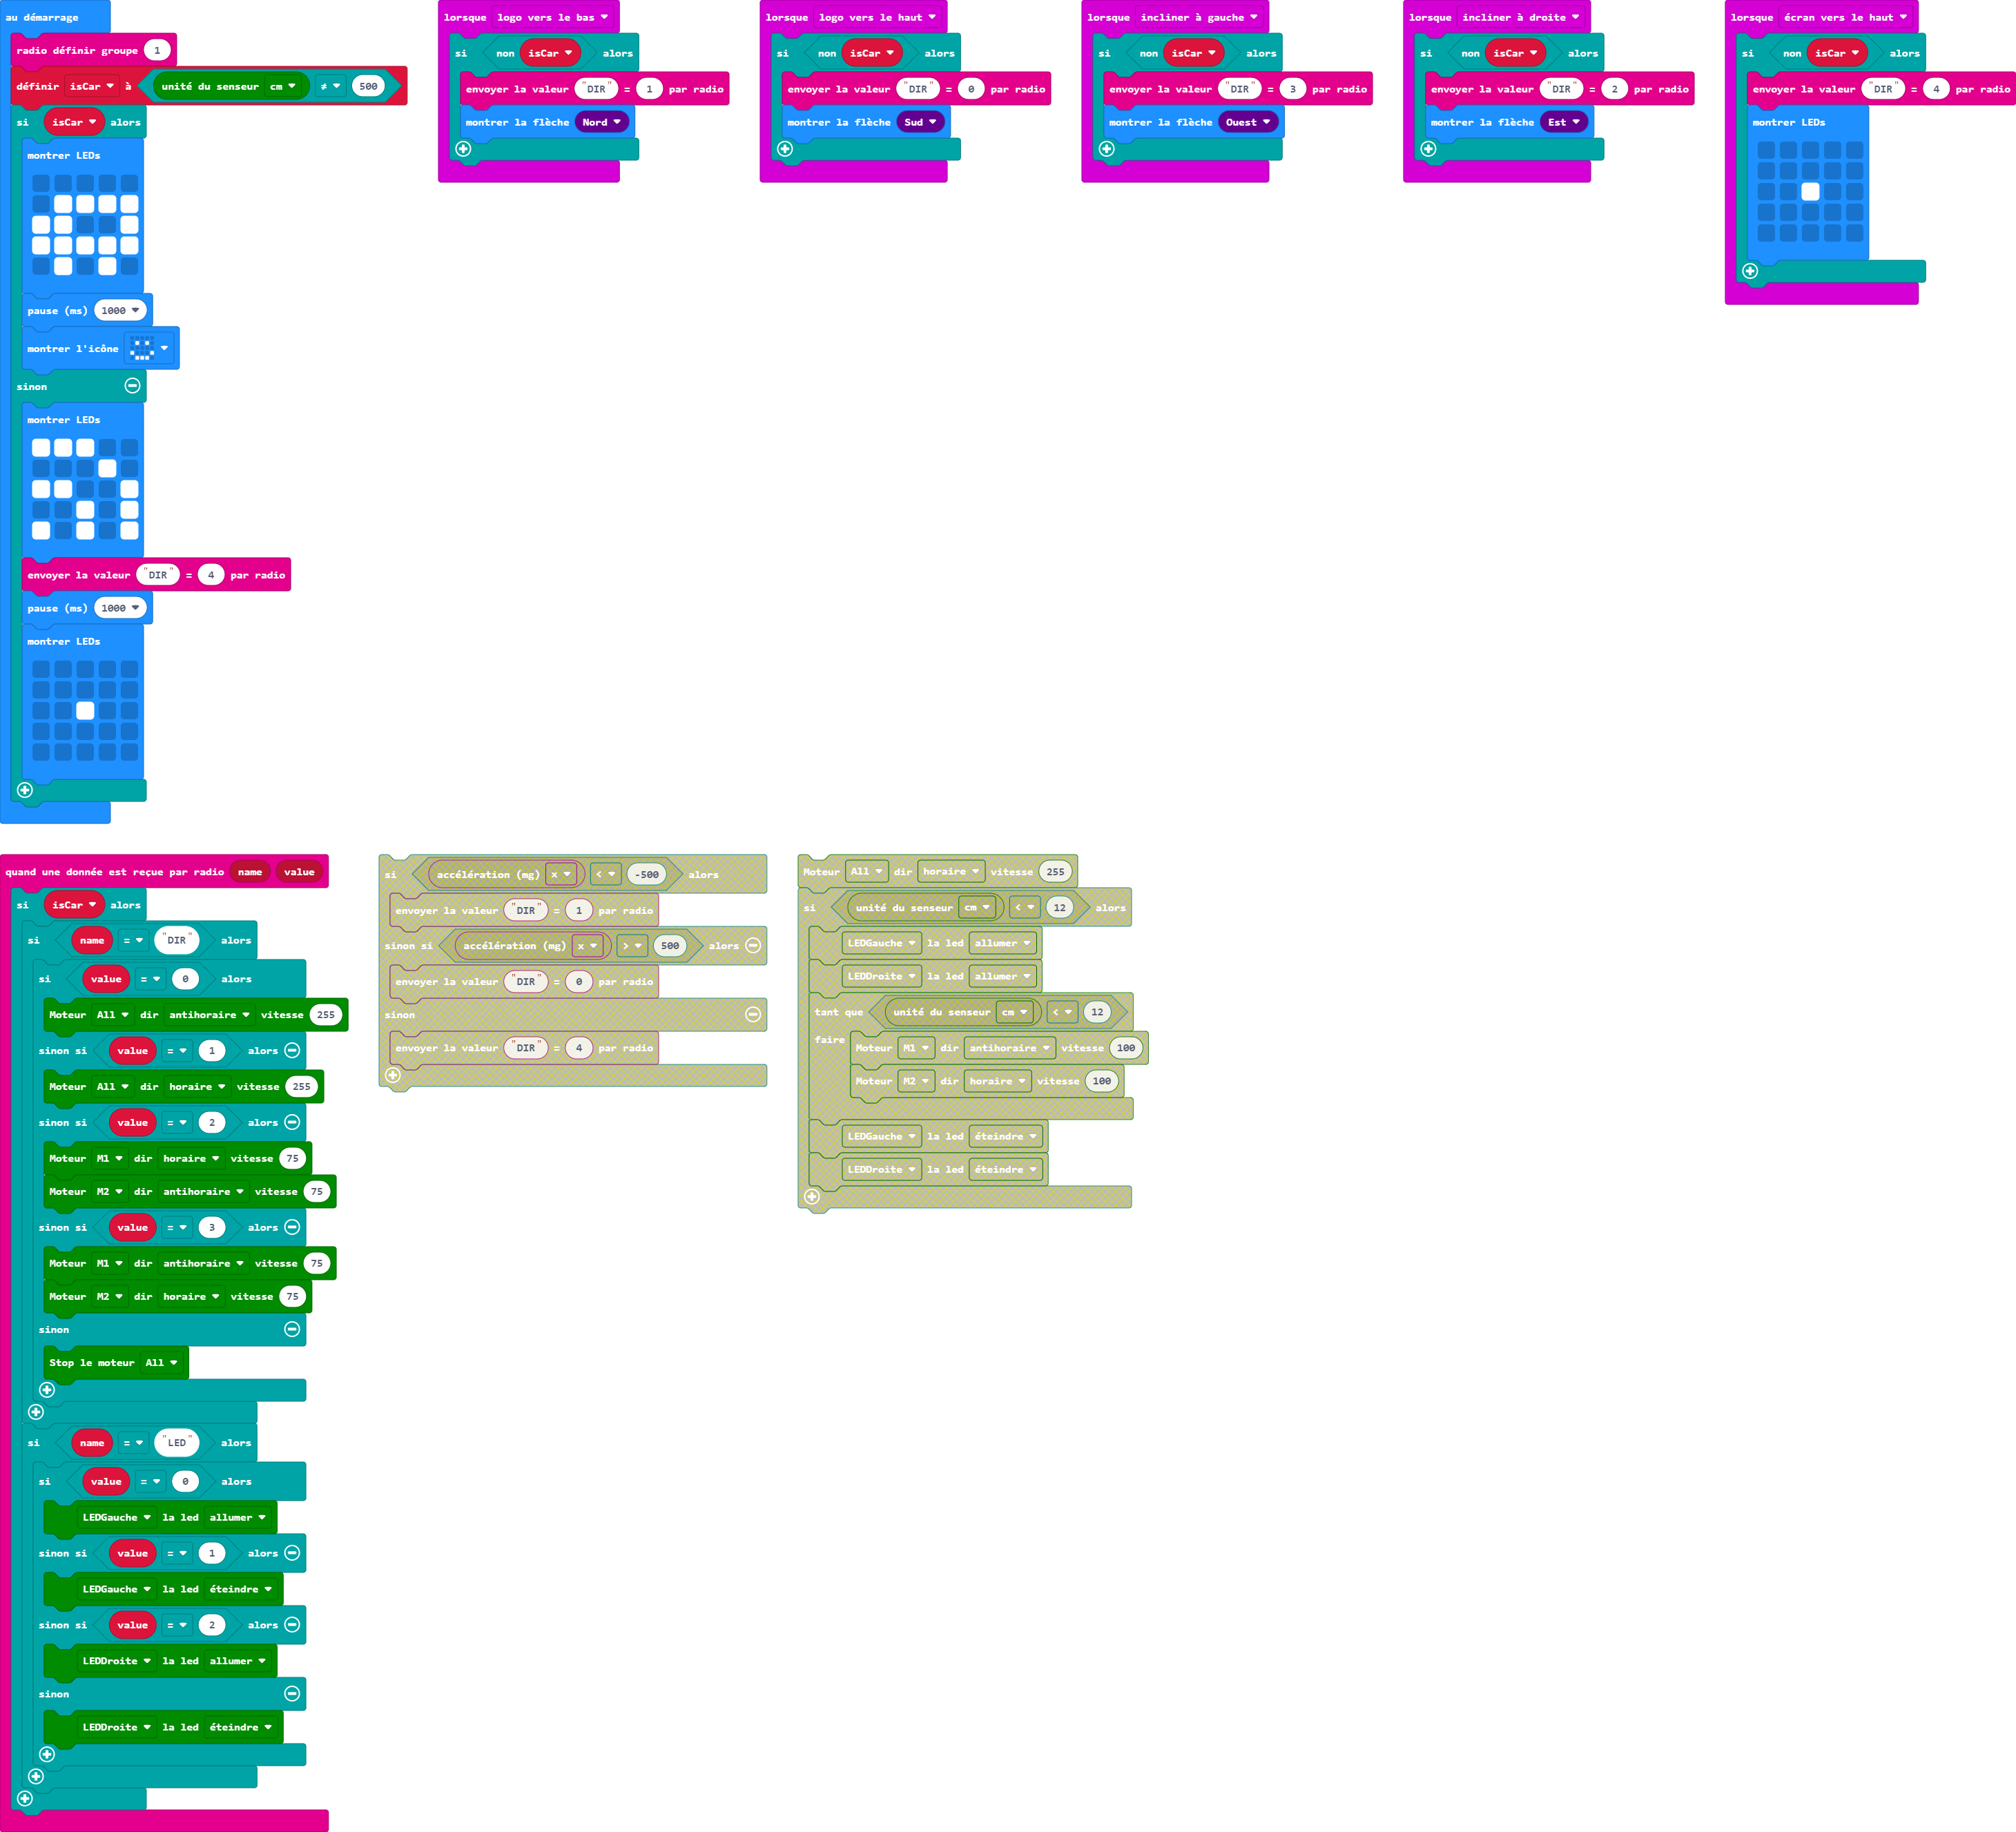 au démarrage
radio définir groupe 1
définir isCar à unité du senseur cm ≠ 500
si isCar alors
montrer LEDs
pause (ms) 1000
montrer l'icône
sinon
montrer LEDs
envoyer la valeur "DIR" = 4 par radio
pause (ms) 1000
montrer LEDs
lorsque logo vers le bas
si non isCar alors
envoyer la valeur "DIR" = 1 par radio
montrer la flèche Nord
lorsque logo vers le haut
si non isCar alors
envoyer la valeur "DIR" = 0 par radio
montrer la flèche Sud
lorsque incliner à gauche
si non isCar alors
envoyer la valeur "DIR" = 3 par radio
montrer la flèche Ouest
lorsque incliner à droite
si non isCar alors
envoyer la valeur "DIR" = 2 par radio
montrer la flèche Est
lorsque écran vers le haut
si non isCar alors
envoyer la valeur "DIR" = 4 par radio
montrer LEDs
quand une donnée est reçue par radio name value
si isCar alors
si name = "DIR" alors
si value = 0 alors
Moteur All dir antihoraire vitesse 255
sinon si value = 1 alors
Moteur All dir horaire vitesse 255
sinon si value = 2 alors
Moteur M1 dir horaire vitesse 75
Moteur M2 dir antihoraire vitesse 75
sinon si value = 3 alors
Moteur M1 dir antihoraire vitesse 75
Moteur M2 dir horaire vitesse 75
sinon
Stop le moteur All
si name = "LED" alors
si value = 0 alors
LEDGauche la led allumer
sinon si value = 1 alors
LEDGauche la led éteindre
sinon si value = 2 alors
LEDDroite la led allumer
sinon
LEDDroite la led éteindre
si accélération (mg) x < -500 alors
envoyer la valeur "DIR" = 1 par radio
sinon si accélération (mg) x > 500 alors
envoyer la valeur "DIR" = 0 par radio
sinon
envoyer la valeur "DIR" = 4 par radio
Moteur All dir horaire vitesse 255
si unité du senseur cm < 12 alors
LEDGauche la led allumer
LEDDroite la led allumer
tant que unité du senseur cm < 12
faire
Moteur M1 dir antihoraire vitesse 100
Moteur M2 dir horaire vitesse 100
LEDGauche la led éteindre
LEDDroite la led éteindre